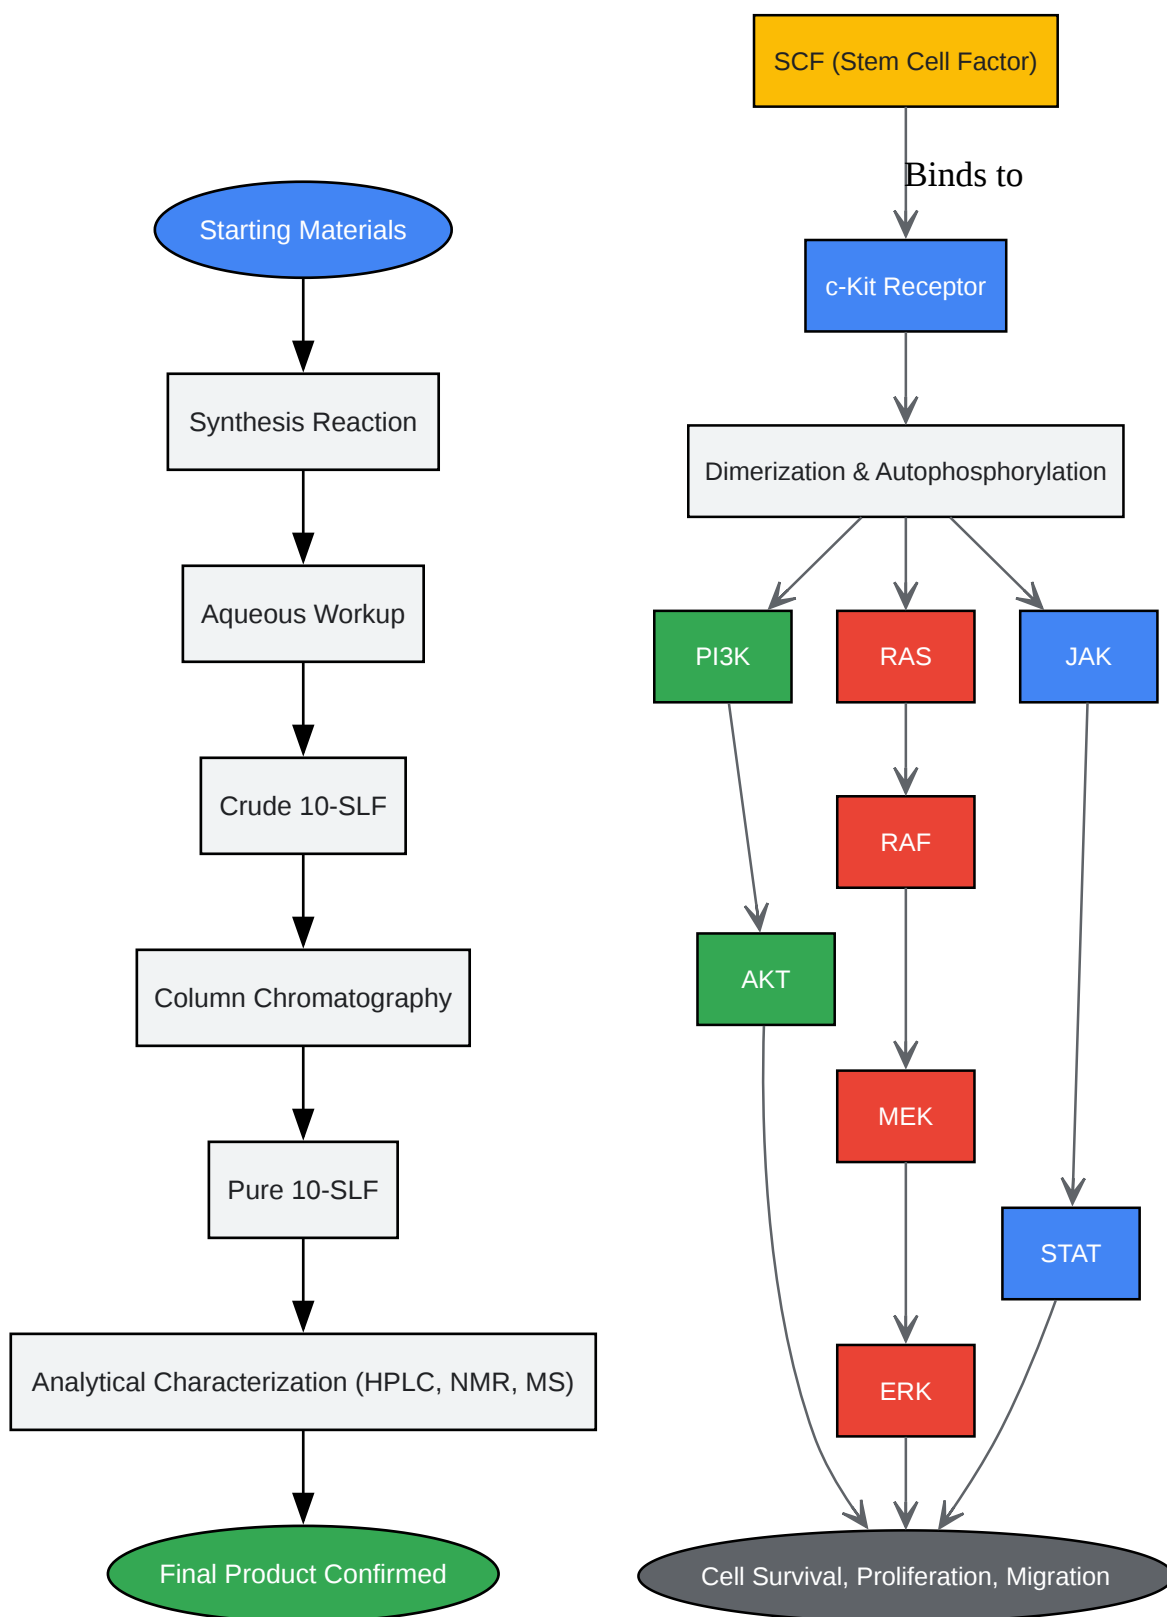 Starting Materials
Synthesis Reaction
Aqueous Workup
Crude 10-SLF
Column Chromatography
Pure 10-SLF
Analytical Characterization (HPLC, NMR, MS)
Final Product Confirmed
SCF (Stem Cell Factor)
Binds to
c-Kit Receptor
Dimerization & Autophosphorylation
PI3K
RAS
JAK
RAF
AKT
MEK
STAT
ERK
Cell Survival, Proliferation, Migration